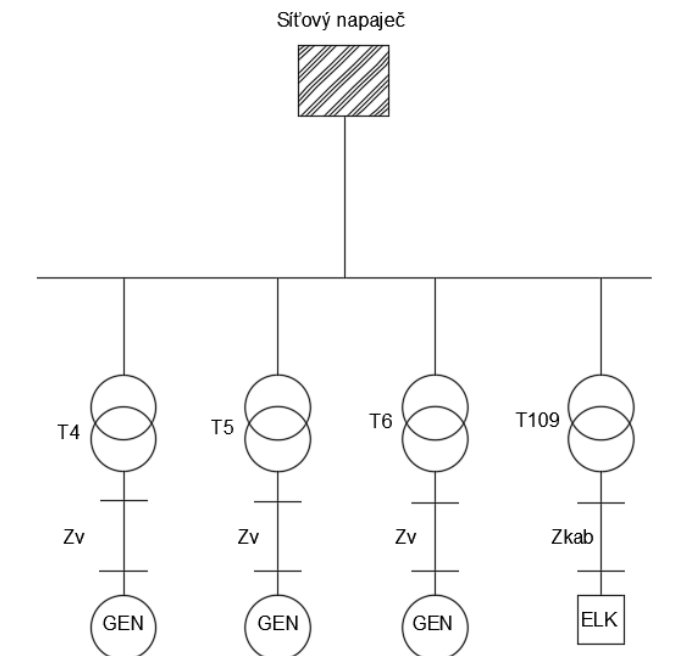 Síťový napaječ
T4
T5
T6
T109
Zv
Zv
Zv
Zkab
GEN
GEN
GEN
ELK